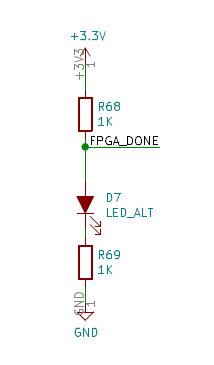 +3.3V
+3V3
1
R68
1K
FPGA_DONE
D7
LED_ALT
R69
1K
GND
1
GND